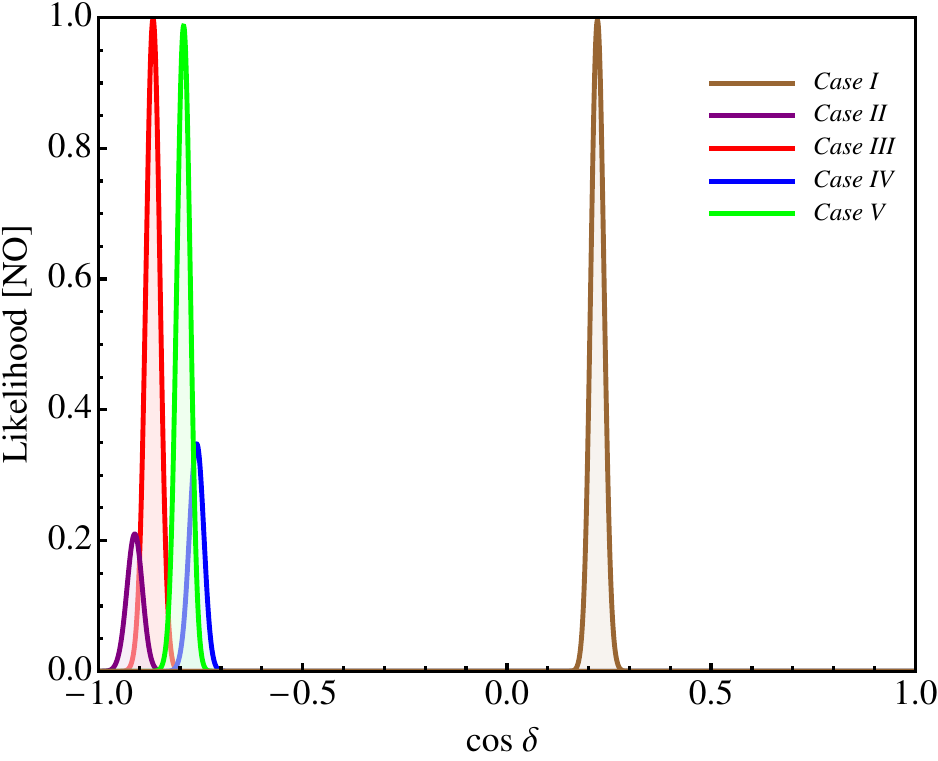 1.0
0.8
0.6
0.4
0.2
0.0
Likelihood [NO]
Case I
Case II
Case III
Case IV
Case V
−1.0
−0.5
0.0
0.5
1.0
cos δ